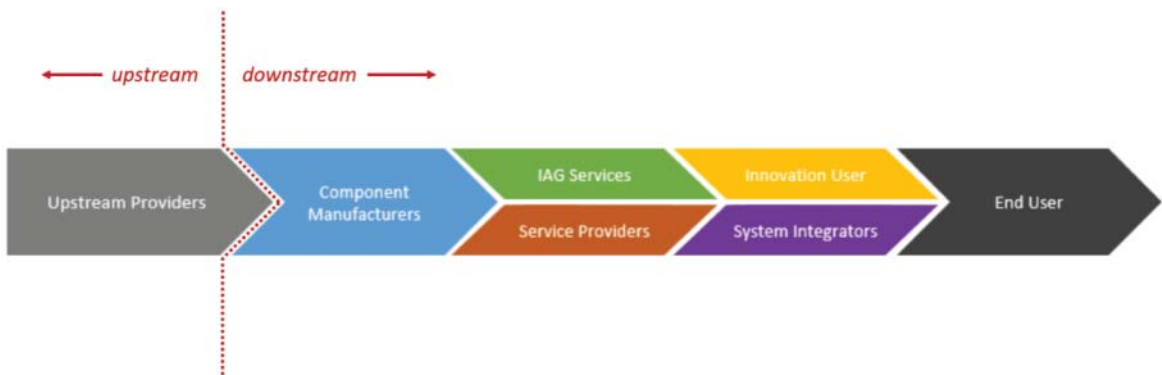 upstream
downstream
Upstream Providers
Component
Manufacturers
IAG Services
Service Providers
Innovation User
System Integrators
End User